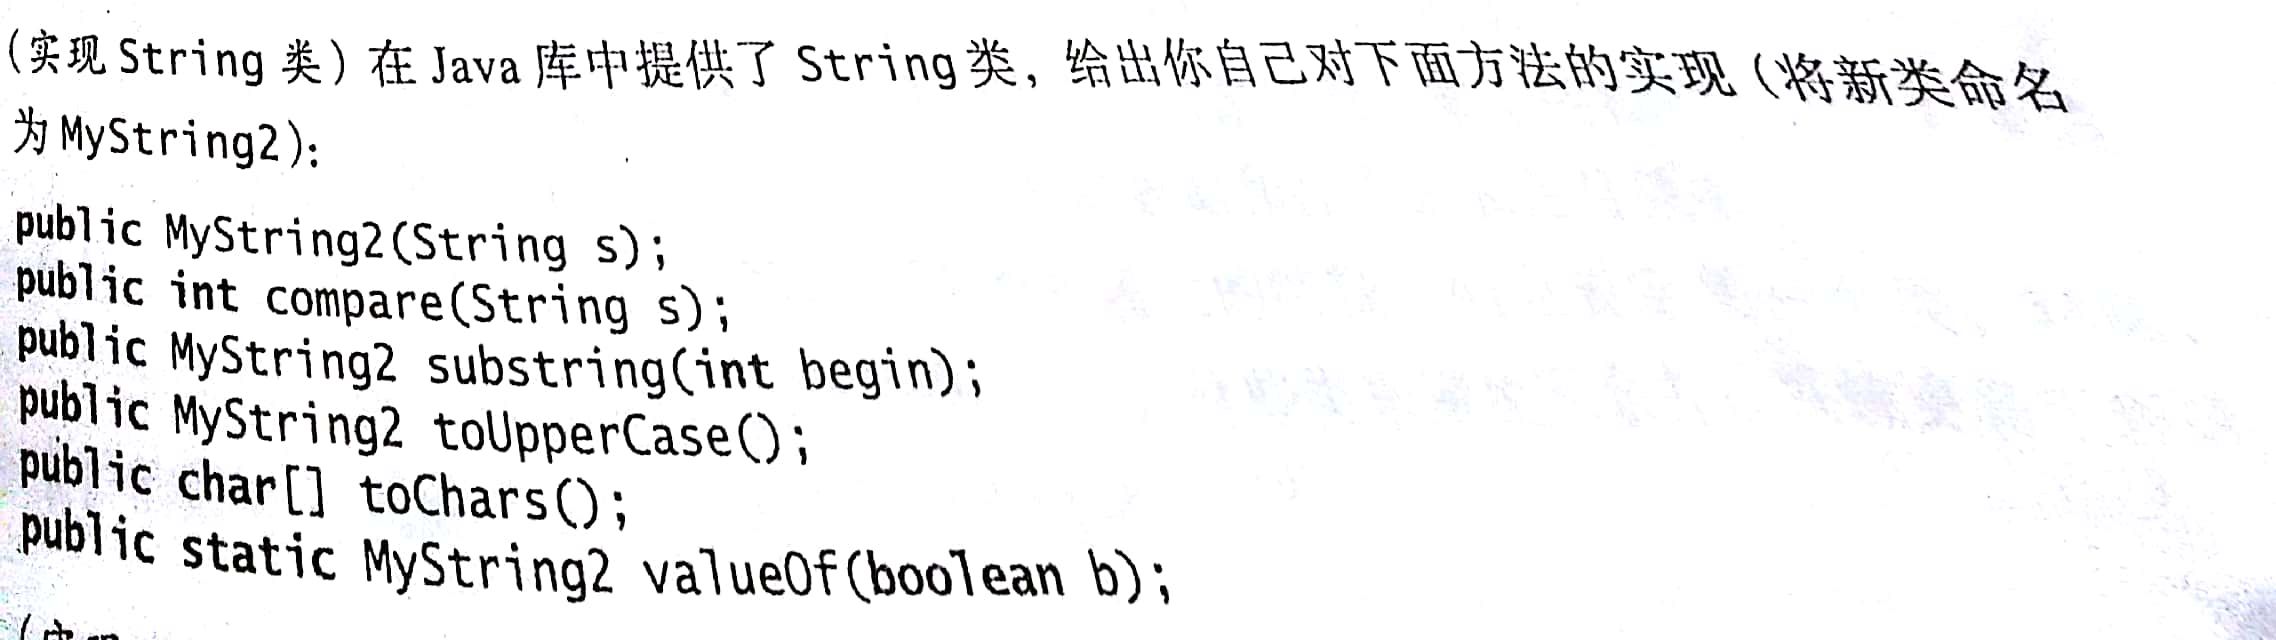 (实现 String 类) 在 Java 库中提供了 String 类，给出你自己对下面方法的实现 (将新类命名
为 MyString2):
public MyString2(String s);
public int compare(String s);
public MyString2 substring(int begin);
public MyString2 toUpperCase();
public char[] toChars();
public static MyString2 valueOf(boolean b);